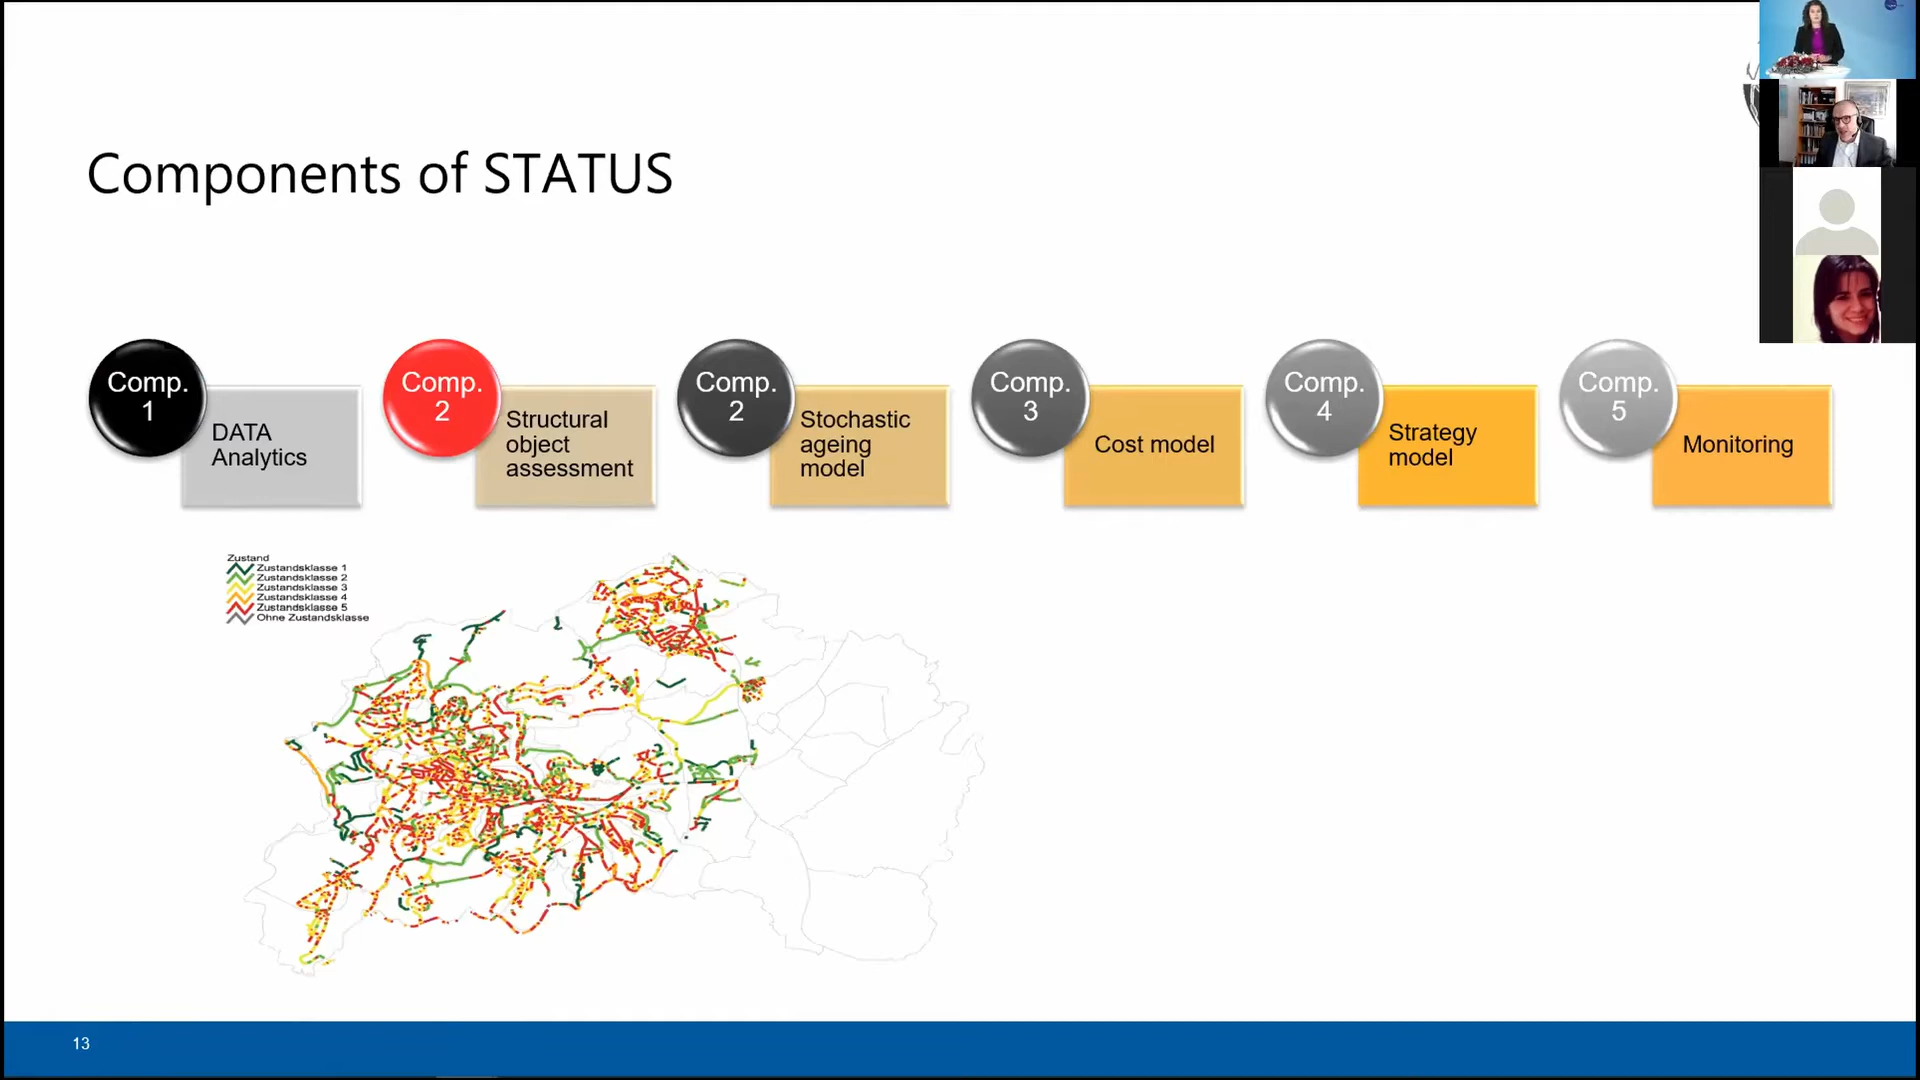 Components of STATUS
Comp.
1
DATA
Analytics
Comp.
2
Structural
object
assessment
Comp.
2
Stochastic
ageing
model
Comp.
3
Cost model
Comp.
4
Strategy
model
Comp.
5
Monitoring
Zustand
Zustandsklasse 1
Zustandsklasse 2
Zustandsklasse 3
Zustandsklasse 4
Zustandsklasse 5
Ohne Zustandsklasse
13